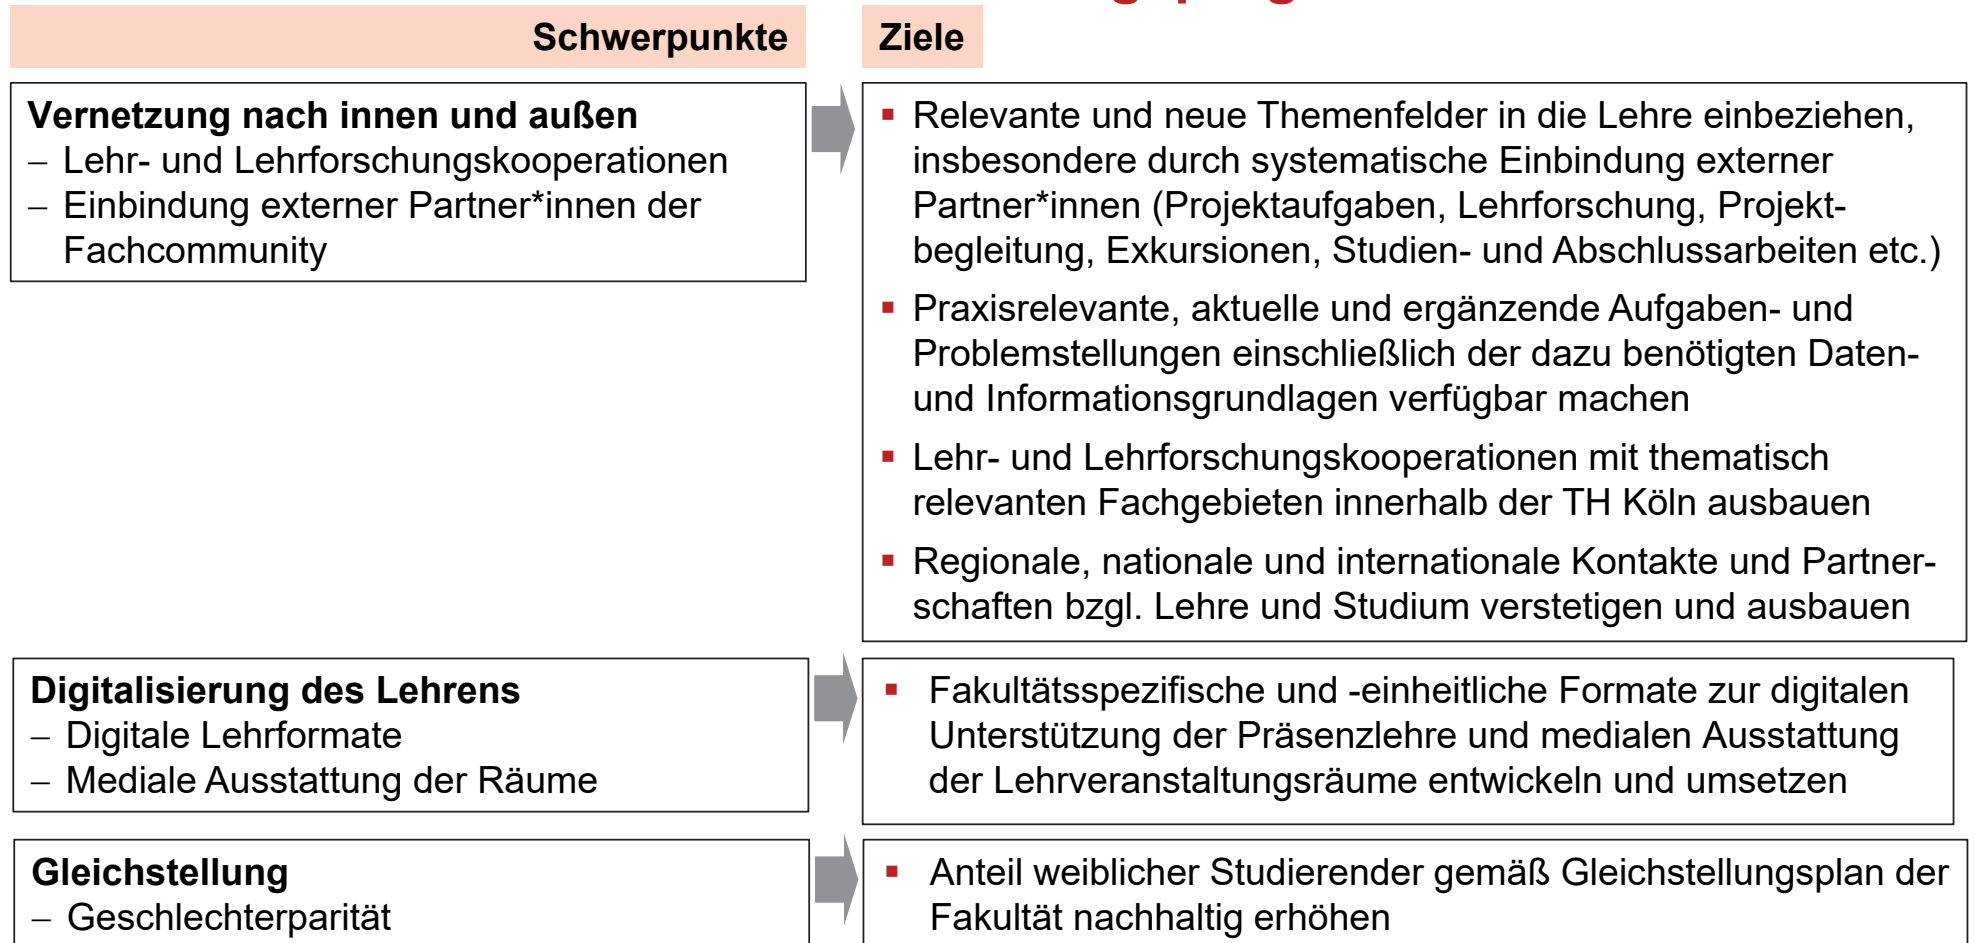 Schwerpunkte
Ziele
Vernetzung nach innen und außen
– Lehr- und Lehrforschungskooperationen
– Einbindung externer Partner*innen der
Fachcommunity
▪ Relevante und neue Themenfelder in die Lehre einbeziehen,
insbesondere durch systematische Einbindung externer
Partner*innen (Projektaufgaben, Lehrforschung, Projekt-
begleitung, Exkursionen, Studien- und Abschlussarbeiten etc.)
▪ Praxisrelevante, aktuelle und ergänzende Aufgaben- und
Problemstellungen einschließlich der dazu benötigten Daten-
und Informationsgrundlagen verfügbar machen
▪ Lehr- und Lehrforschungskooperationen mit thematisch
relevanten Fachgebieten innerhalb der TH Köln ausbauen
▪ Regionale, nationale und internationale Kontakte und Partner-
schaften bzgl. Lehre und Studium verstetigen und ausbauen
Digitalisierung des Lehrens
– Digitale Lehrformate
– Mediale Ausstattung der Räume
▪ Fakultätsspezifische und -einheitliche Formate zur digitalen
Unterstützung der Präsenzlehre und medialen Ausstattung
der Lehrveranstaltungsräume entwickeln und umsetzen
Gleichstellung
– Geschlechterparität
▪ Anteil weiblicher Studierender gemäß Gleichstellungsplan der
Fakultät nachhaltig erhöhen